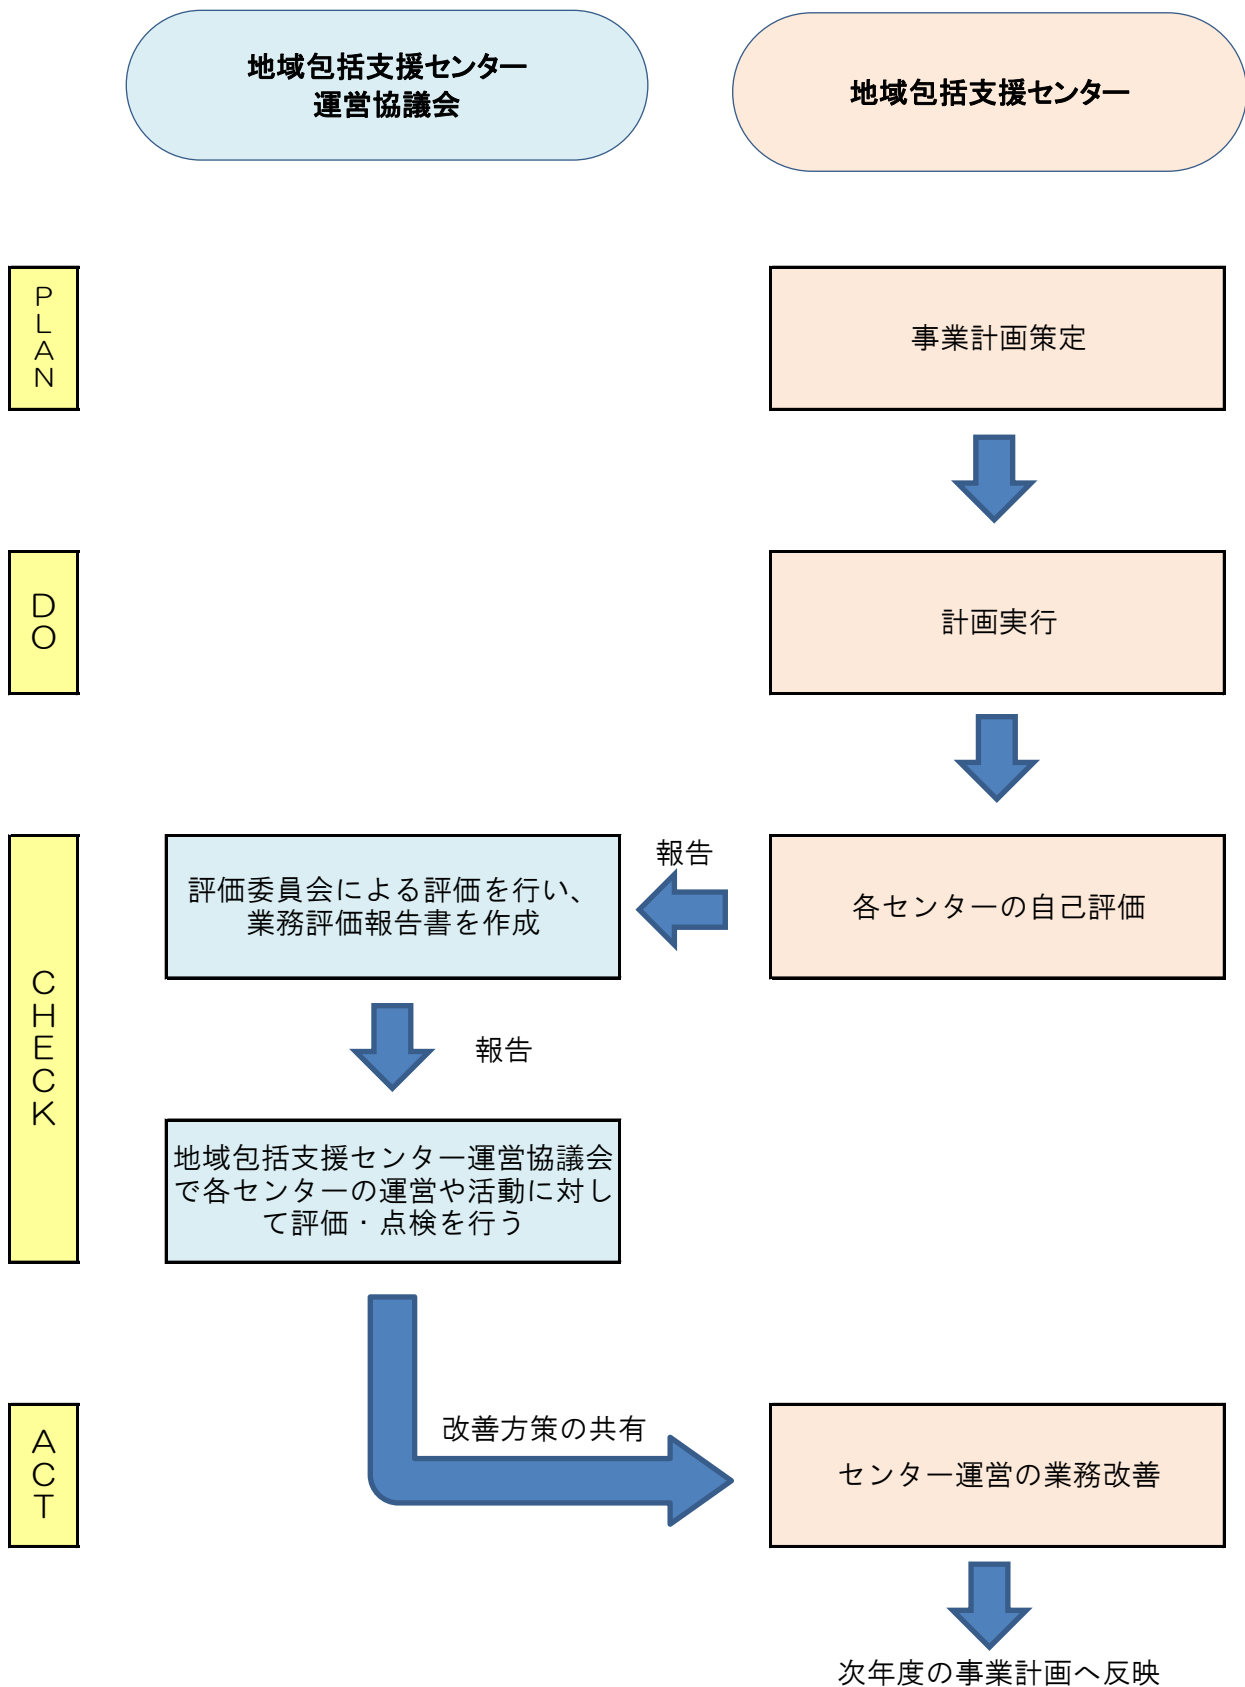 地域包括支援センター
運営協議会
地域包括支援センター
PLAN
事業計画策定
DO
計画実行
CHECK
評価委員会による評価を行い、
業務評価報告書を作成
報告
各センターの自己評価
報告
地域包括支援センター運営協議会
で各センターの運営や活動に対し
て評価・点検を行う
ACT
改善方策の共有
センター運営の業務改善
次年度の事業計画へ反映